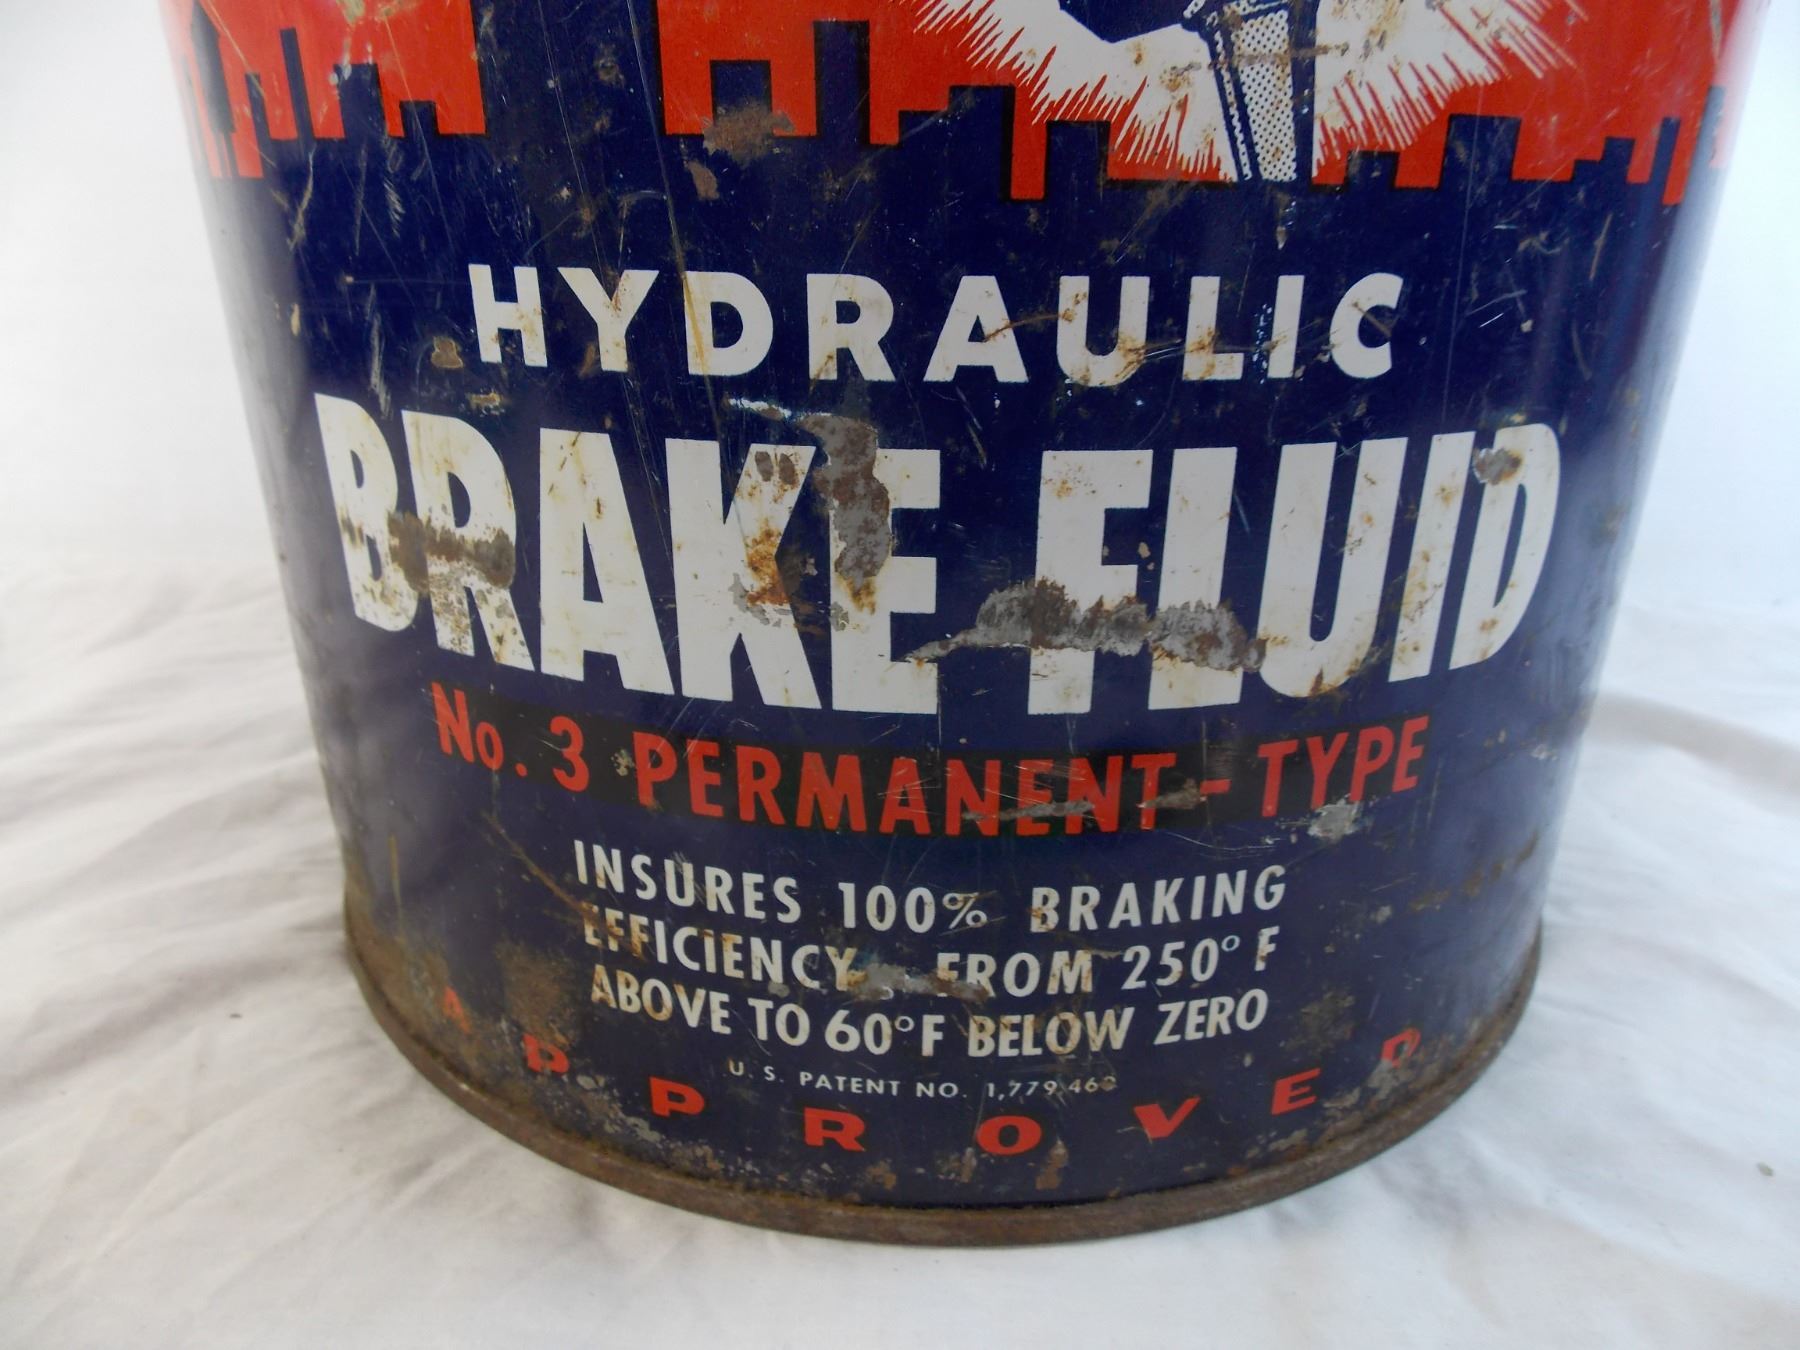 HYDRAULIC
BRAKE FLUID
No. 3 PERMANENT-TYPE
INSURES 100% BRAKING
EFFICIENCY FROM 250° F
ABOVE TO 60° F BELOW ZERO
U. S. PATENT NO.
APPROVED